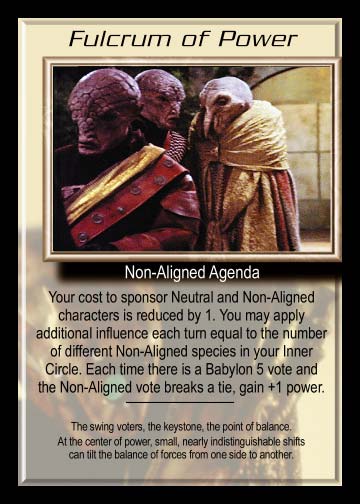 Fulcrum of Power
Non-Aligned Agenda
Your cost to sponsor Neutral and Non-Aligned
characters is reduced by 1. You may apply
additional influence each turn equal to the number
of different Non-Aligned species in your Inner
Circle. Each time there is a Babylon 5 vote and
the Non-Aligned vote breaks a tie, gain +1 power.
The swing voters, the keystone, the point of balance.
At the center of power, small, nearly indistinguishable shifts
can tilt the balance of forces from one side to another.